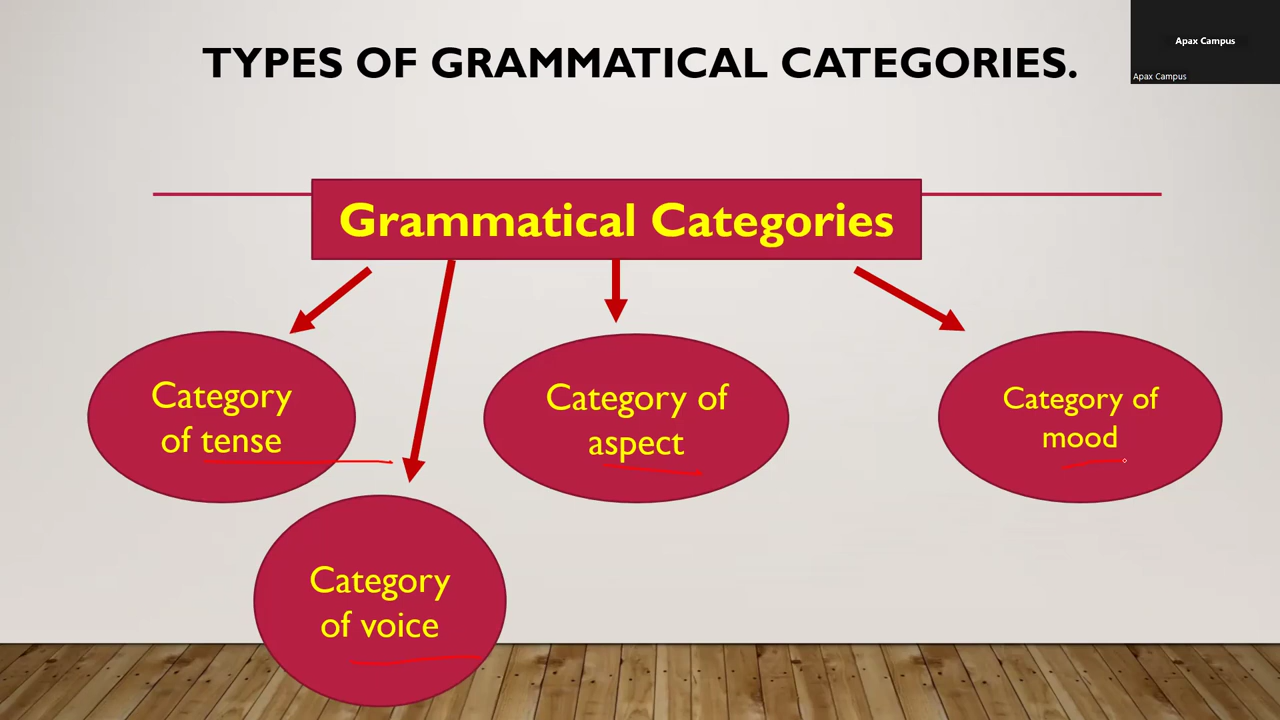 TYPES OF GRAMMATICAL CATEGORIES.
Apax Campus
Apax Campus
Grammatical Categories
Category
of tense
Category of
aspect
Category of
mood
Category
of voice